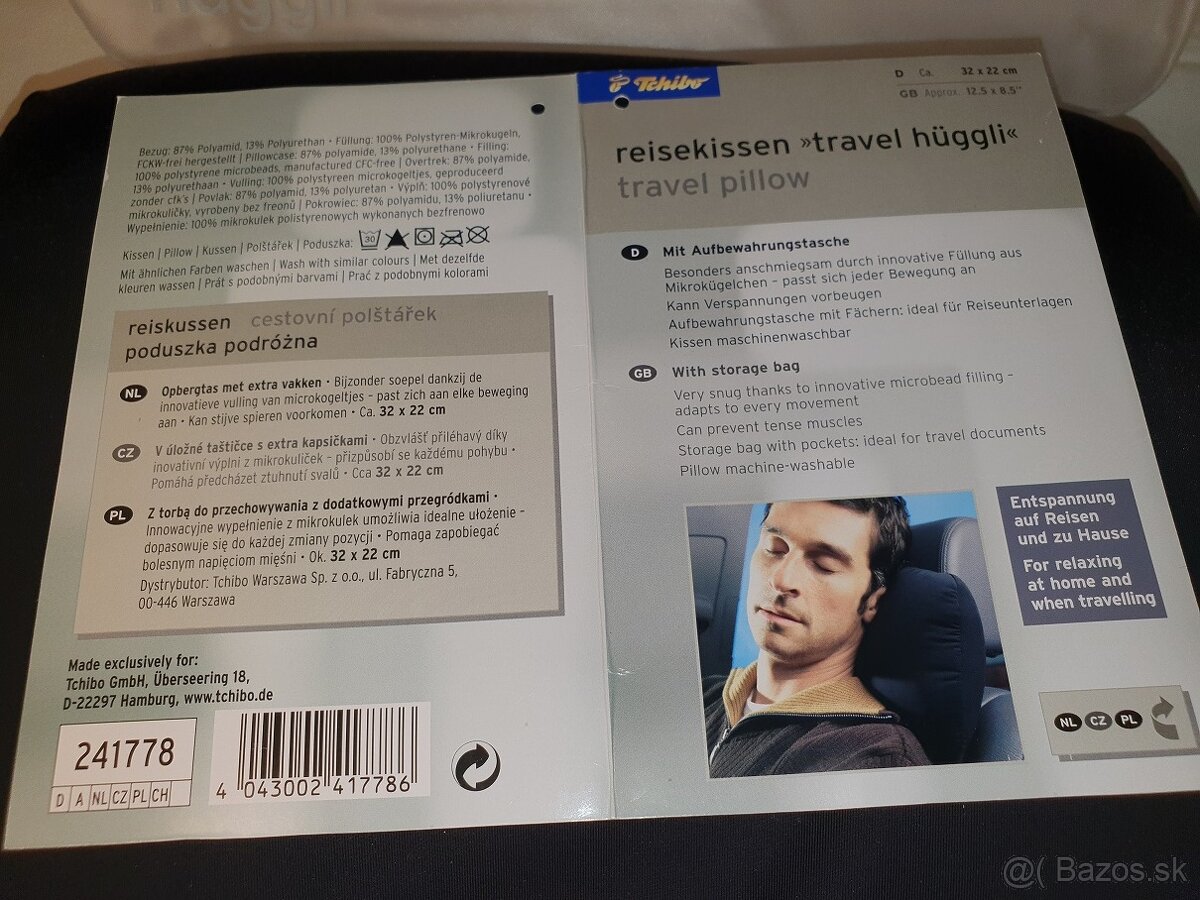 hüggli
Bezug: 87% Polyamid, 13% Polyurethan · Füllung: 100% Polystyren-Mikrokugeln,
FCKW-frei hergestellt | Pillowcase: 87% polyamide, 13% polyurethane · Filling:
100% polystyrene microbeads, manufactured CFC-free | Overtrek: 87% polyamide,
13% polyurethaan · Vulling: 100% polystyreen microkogeltjes, geproduceerd
zonder cfk's | Povlak: 87% polyamid, 13% polyuretan · Výplň: 100% polystyrenové
mikrokuličky, vyrobeny bez freonů | Pokrowiec: 87% polyamidu, 13% poliuretanu ·
Wypełnienie: 100% mikrokulek polistyrenowych wykonanych bezfrenowo
Kissen | Pillow | Kussen | Polštářek | Poduszka: 30
Mit ähnlichen Farben waschen | Wash with similar colours | Met dezelfde
kleuren wassen | Prát s podobnými barvami | Prać z podobnymi kolorami
reiskussen cestovní polštářek
poduszka podróżna
NL Opbergtas met extra vakken · Bijzonder soepel dankzij de
innovatieve vulling van microkogeltjes – past zich aan elke beweging
aan · Kan stijve spieren voorkomen · Ca. 32 x 22 cm
CZ V úložné taštičce s extra kapsičkami · Obzvlášť přiléhavý díky
inovativní výplni z mikrokuliček – přizpůsobí se každému pohybu ·
Pomáhá předcházet ztuhnutí svalů · Cca 32 x 22 cm
PL Z torbą do przechowywania z dodatkowymi przegródkami ·
Innowacyjne wypełnienie z mikrokulek umożliwia idealne ułożenie –
dopasowuje się do każdej zmiany pozycji · Pomaga zapobiegać
bolesnym napięciom mięśni · Ok. 32 x 22 cm
Dystrybutor: Tchibo Warszawa Sp. z o.o., ul. Fabryczna 5,
00-446 Warszawa
Made exclusively for:
Tchibo GmbH, Überseering 18,
D-22297 Hamburg, www.tchibo.de
241778
D A NL CZ PL CH
4 043002 417786
Tchibo
D Ca. 32 x 22 cm
GB Approx. 12.5 x 8.5"
reisekissen »travel hüggli«
travel pillow
D Mit Aufbewahrungstasche
Besonders anschmiegsam durch innovative Füllung aus
Mikrokügelchen – passt sich jeder Bewegung an
Kann Verspannungen vorbeugen
Aufbewahrungstasche mit Fächern: ideal für Reiseunterlagen
Kissen maschinenwaschbar
GB With storage bag
Very snug thanks to innovative microbead filling –
adapts to every movement
Can prevent tense muscles
Storage bag with pockets: ideal for travel documents
Pillow machine-washable
Entspannung
auf Reisen
und zu Hause
For relaxing
at home and
when travelling
NL CZ PL
@( Bazos.sk